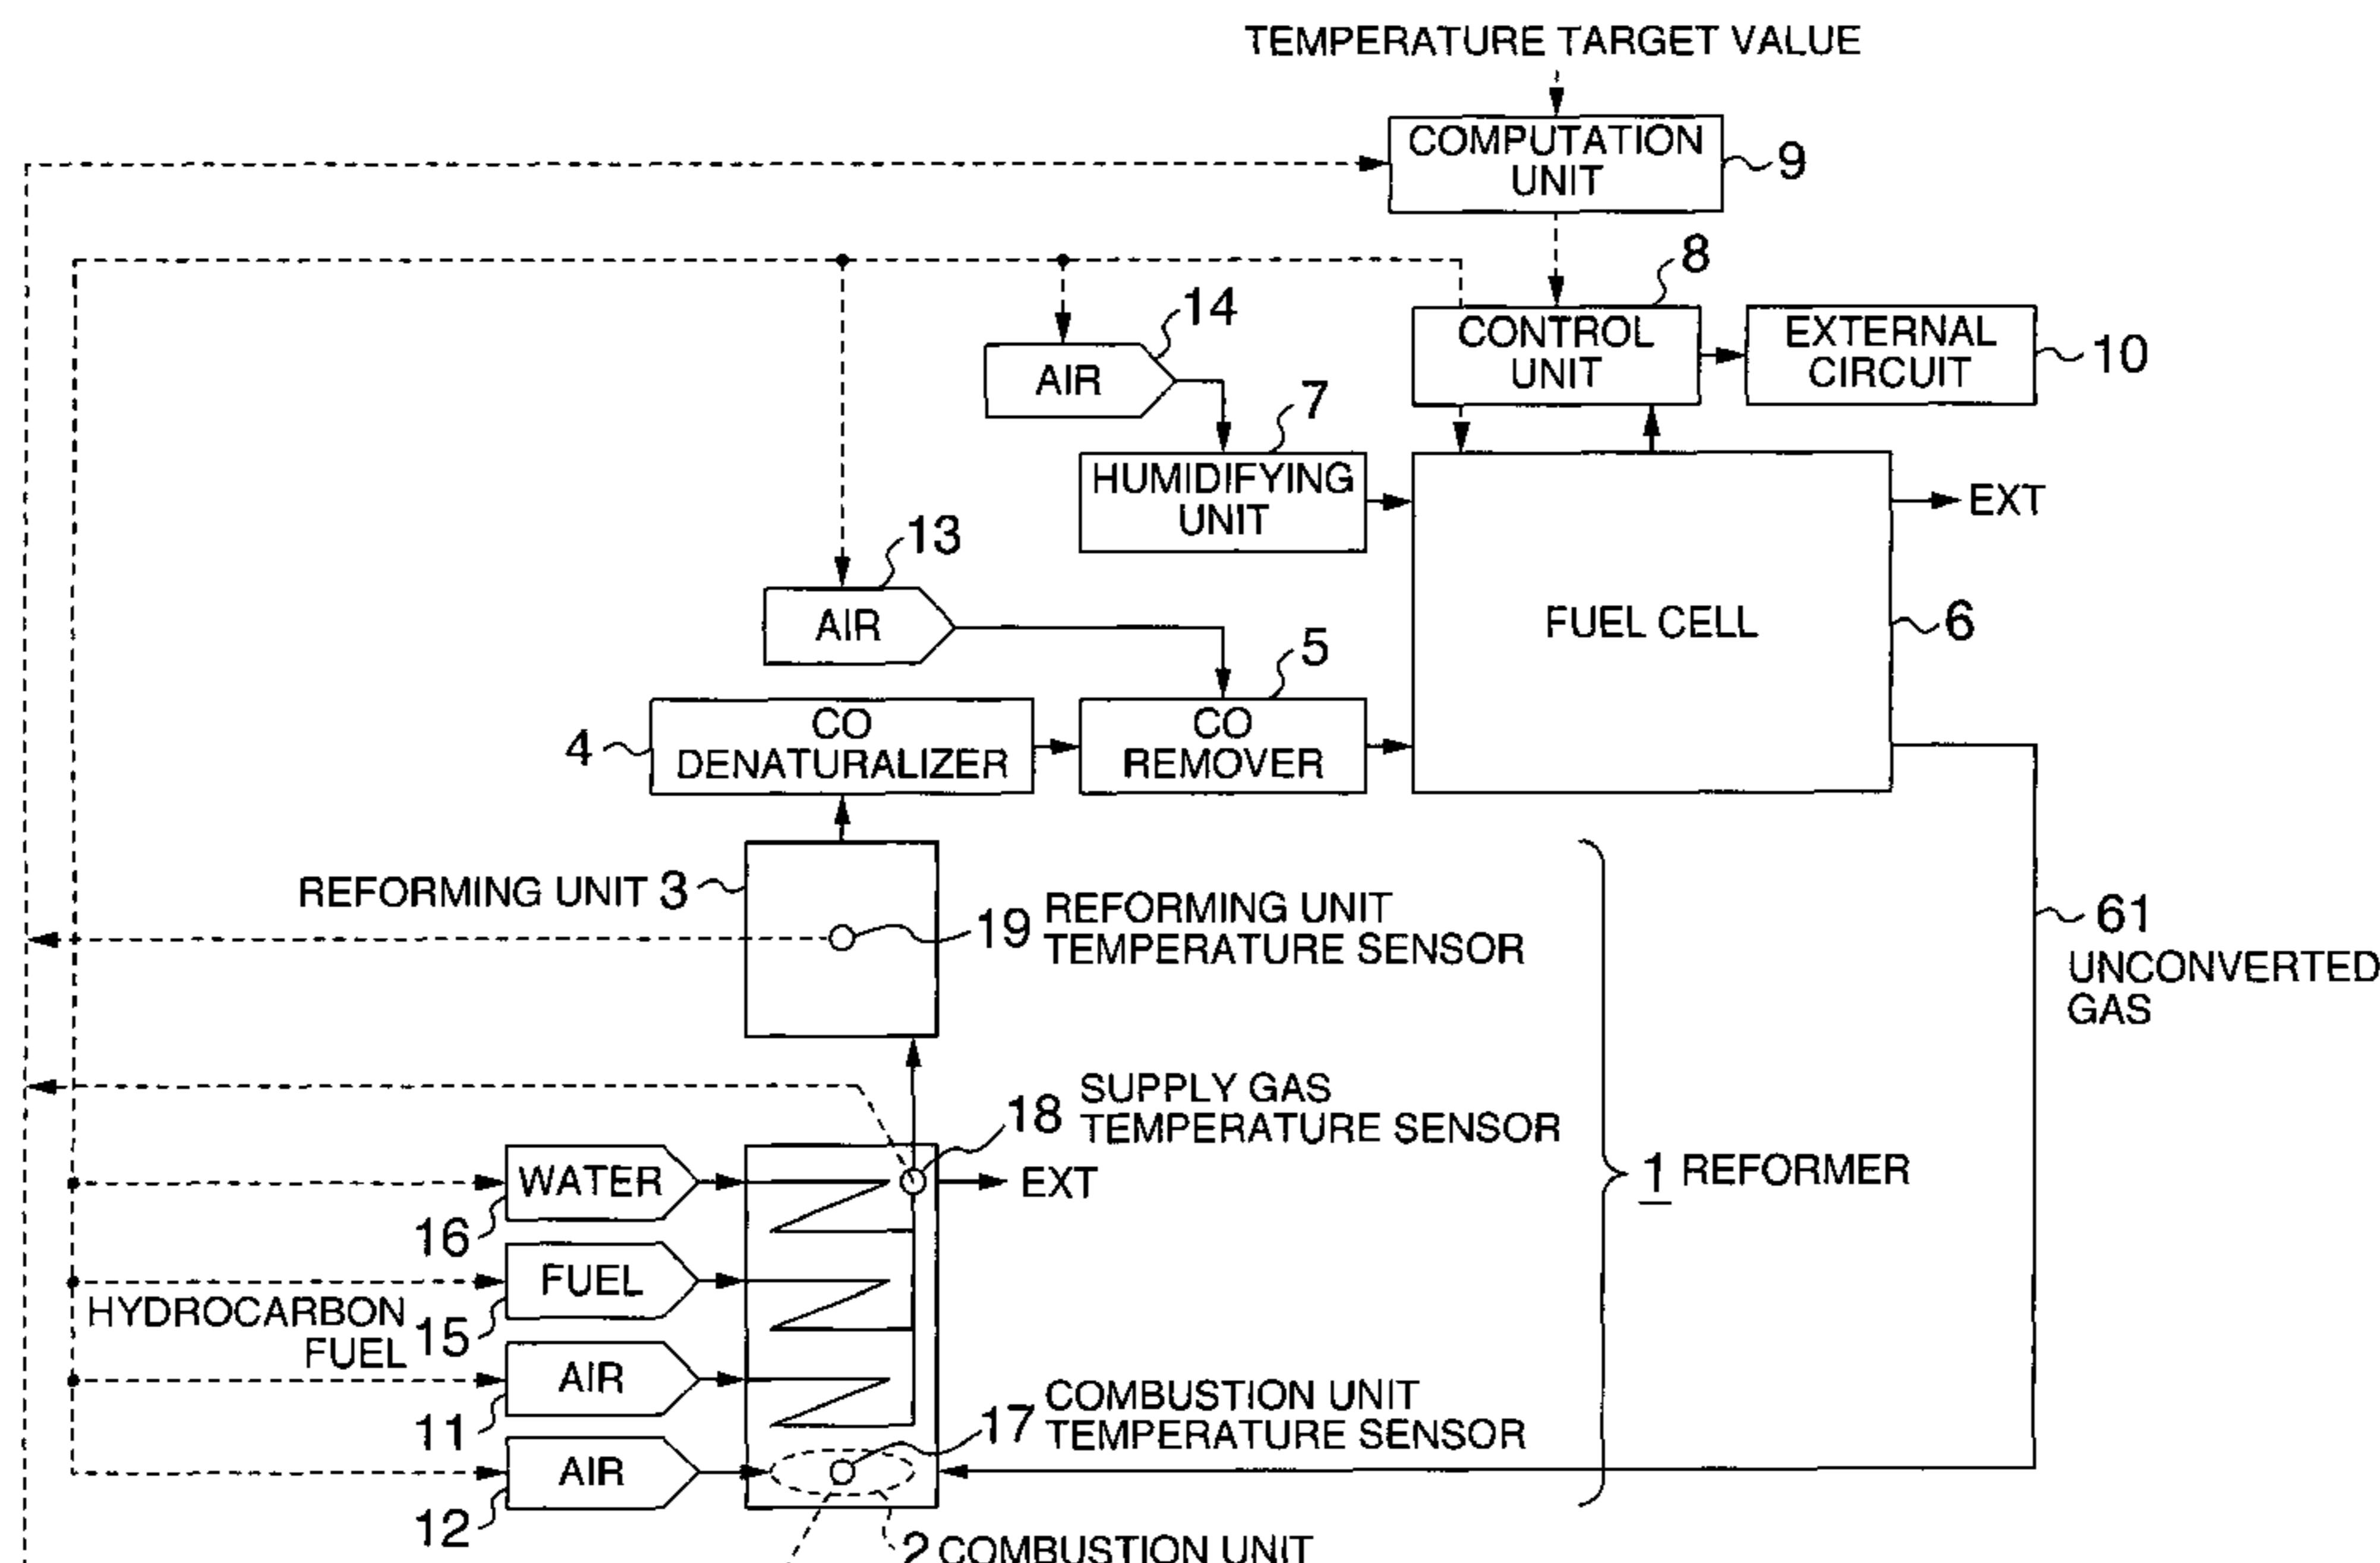 TEMPERATURE TARGET VALUE
COMPUTATION
UNIT
9
8
CONTROL
UNIT
EXTERNAL
CIRCUIT
10
14
AIR
7
HUMIDIFYING
UNIT
EXT
13
AIR
FUEL CELL
6
5
4
CO
DENATURALIZER
CO
REMOVER
REFORMING UNIT 3
19 REFORMING UNIT
TEMPERATURE SENSOR
61
UNCONVERTED
GAS
18 SUPPLY GAS
TEMPERATURE SENSOR
WATER
EXT
1 REFORMER
16
FUEL
HYDROCARBON
FUEL
15
AIR
11
17 COMBUSTION UNIT
TEMPERATURE SENSOR
AIR
12
2 COMBUSTION UNIT